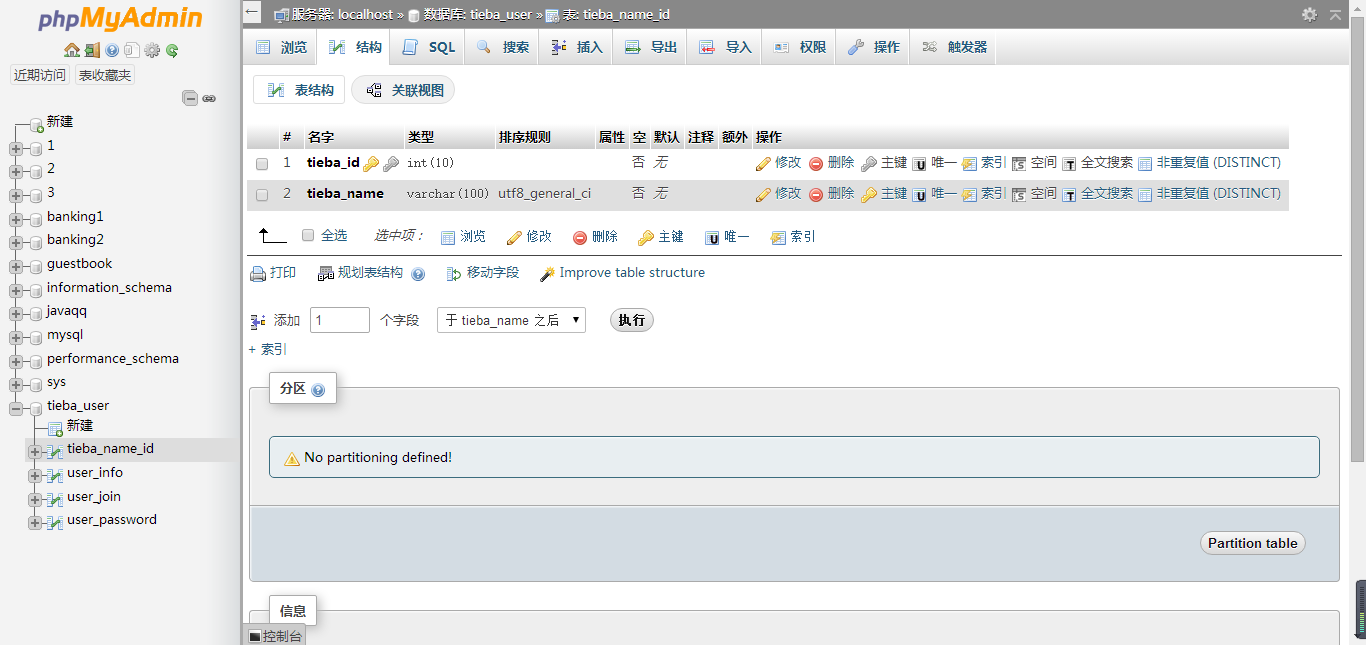 phpMyAdmin
近期访问 表收藏夹
新建
1
2
3
banking1
banking2
guestbook
information_schema
javaqq
mysql
performance_schema
sys
tieba_user
新建
tieba_name_id
user_info
user_join
user_password
服务器: localhost » 数据库: tieba_user » 表: tieba_name_id
浏览 结构 SQL 搜索 插入 导出 导入 权限 操作 触发器
表结构 关联视图
# 名字 类型 排序规则 属性 空 默认 注释 额外 操作
1 tieba_id int(10) 否 无 修改 删除 主键 唯一 索引 空间 全文搜索 非重复值 (DISTINCT)
2 tieba_name varchar(100) utf8_general_ci 否 无 修改 删除 主键 唯一 索引 空间 全文搜索 非重复值 (DISTINCT)
全选 选中项： 浏览 修改 删除 主键 唯一 索引
打印 规划表结构 移动字段 Improve table structure
添加 1 个字段 于 tieba_name 之后 执行
+ 索引
分区
No partitioning defined!
Partition table
信息
控制台